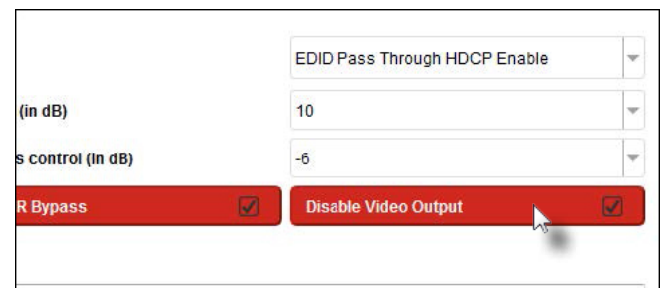 EDID Pass Through HDCP Enable
(in dB) 10
s control (In dB) -6
R Bypass Disable Video Output